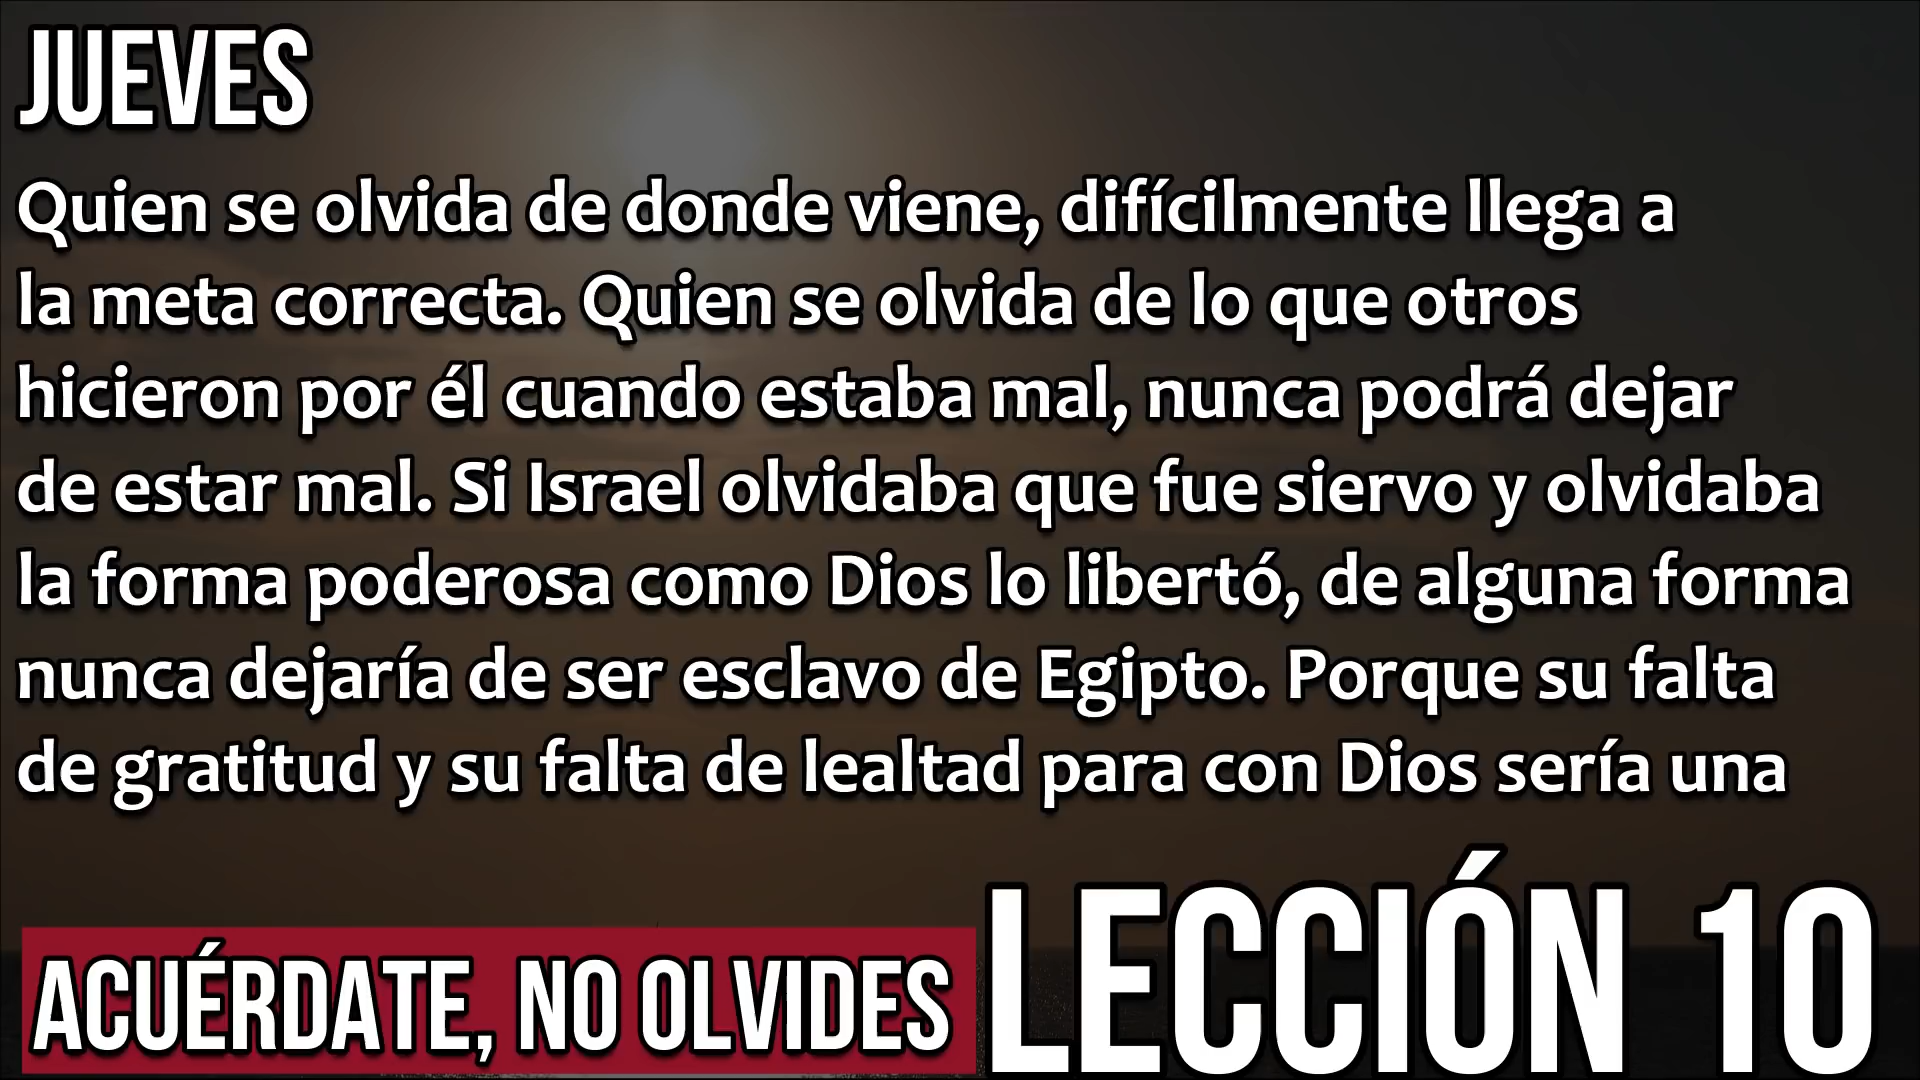 JUEVES
Quien se olvida de donde viene, difícilmente llega a
la meta correcta. Quien se olvida de lo que otros
hicieron por él cuando estaba mal, nunca podrá dejar
de estar mal. Si Israel olvidaba que fue siervo y olvidaba
la forma poderosa como Dios lo libertó, de alguna forma
nunca dejaría de ser esclavo de Egipto. Porque su falta
de gratitud y su falta de lealtad para con Dios sería una
ACUÉRDATE, NO OLVIDES
LECCIÓN 10